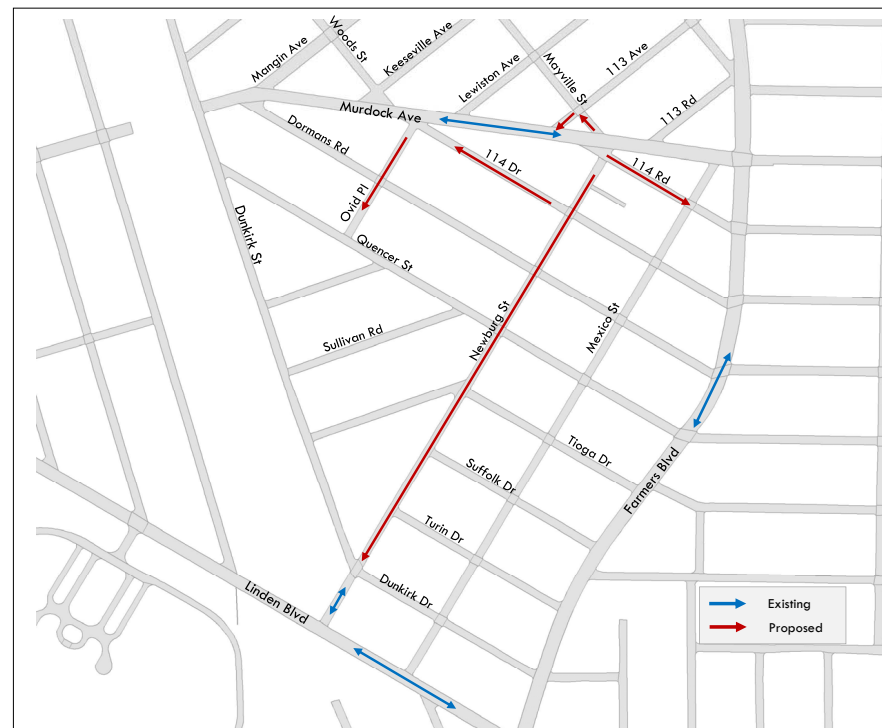 Woods St
Mangin Ave
Keeseville Ave
Lewiston Ave
Mayville St
113 Ave
113 Rd
Murdock Ave
Dormans Rd
114 Dr
114 Rd
Ovid Pl
Dunkirk St
Quencer St
Newburg St
Mexico St
Sullivan Rd
Tioga Dr
Suffolk Dr
Farmers Blvd
Turin Dr
Dunkirk Dr
Linden Blvd
Existing
Proposed